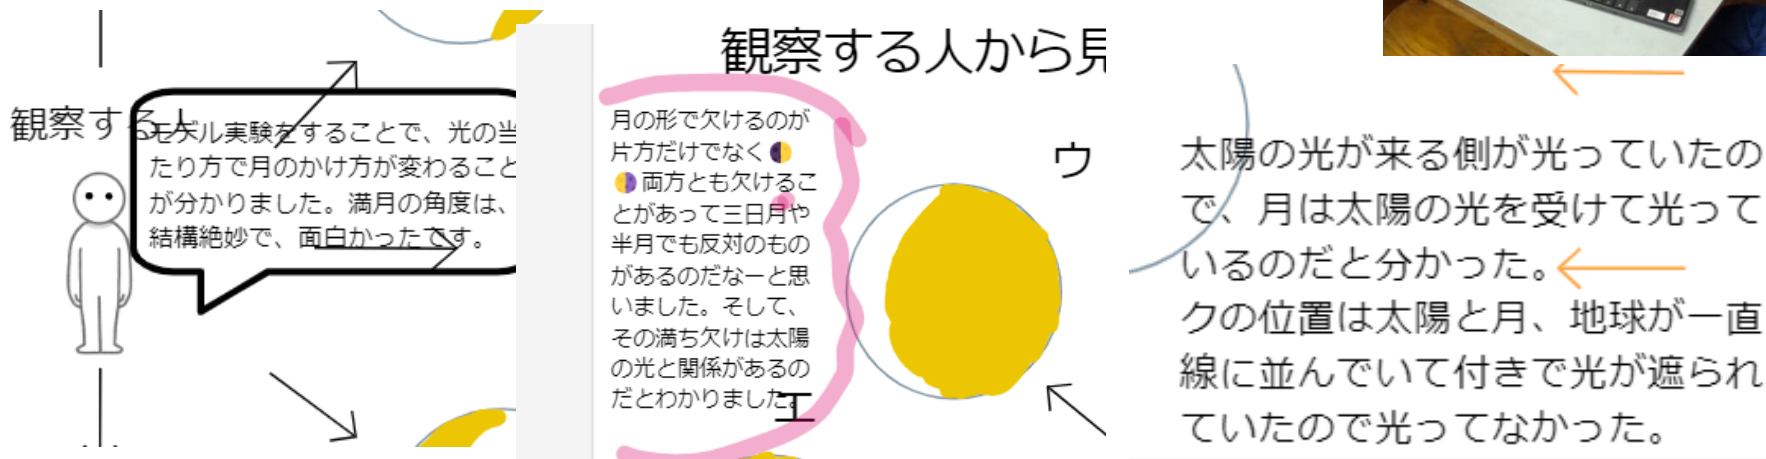 観察する人
モデル実験をすることで、光の当
たり方で月のかけ方が変わること
が分かりました。満月の角度は、
結構絶妙で、面白かったです。
観察する人から見
月の形で欠けるのが
片方だけでなく🌓
🌗両方とも欠けるこ
とがあって三日月や
半月でも反対のもの
があるのだなーと思
いました。そして、
その満ち欠けは太陽
の光と関係があるの
だとわかりました。
ウ
エ
太陽の光が来る側が光っていたの
で、月は太陽の光を受けて光って
いるのだと分かった。
クの位置は太陽と月、地球が一直
線に並んでいて付きで光が遮られ
ていたので光ってなかった。